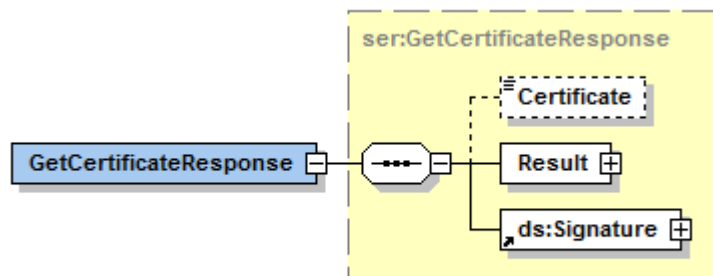 ser:GetCertificateResponse
Certificate
GetCertificateResponse
Result
ds:Signature